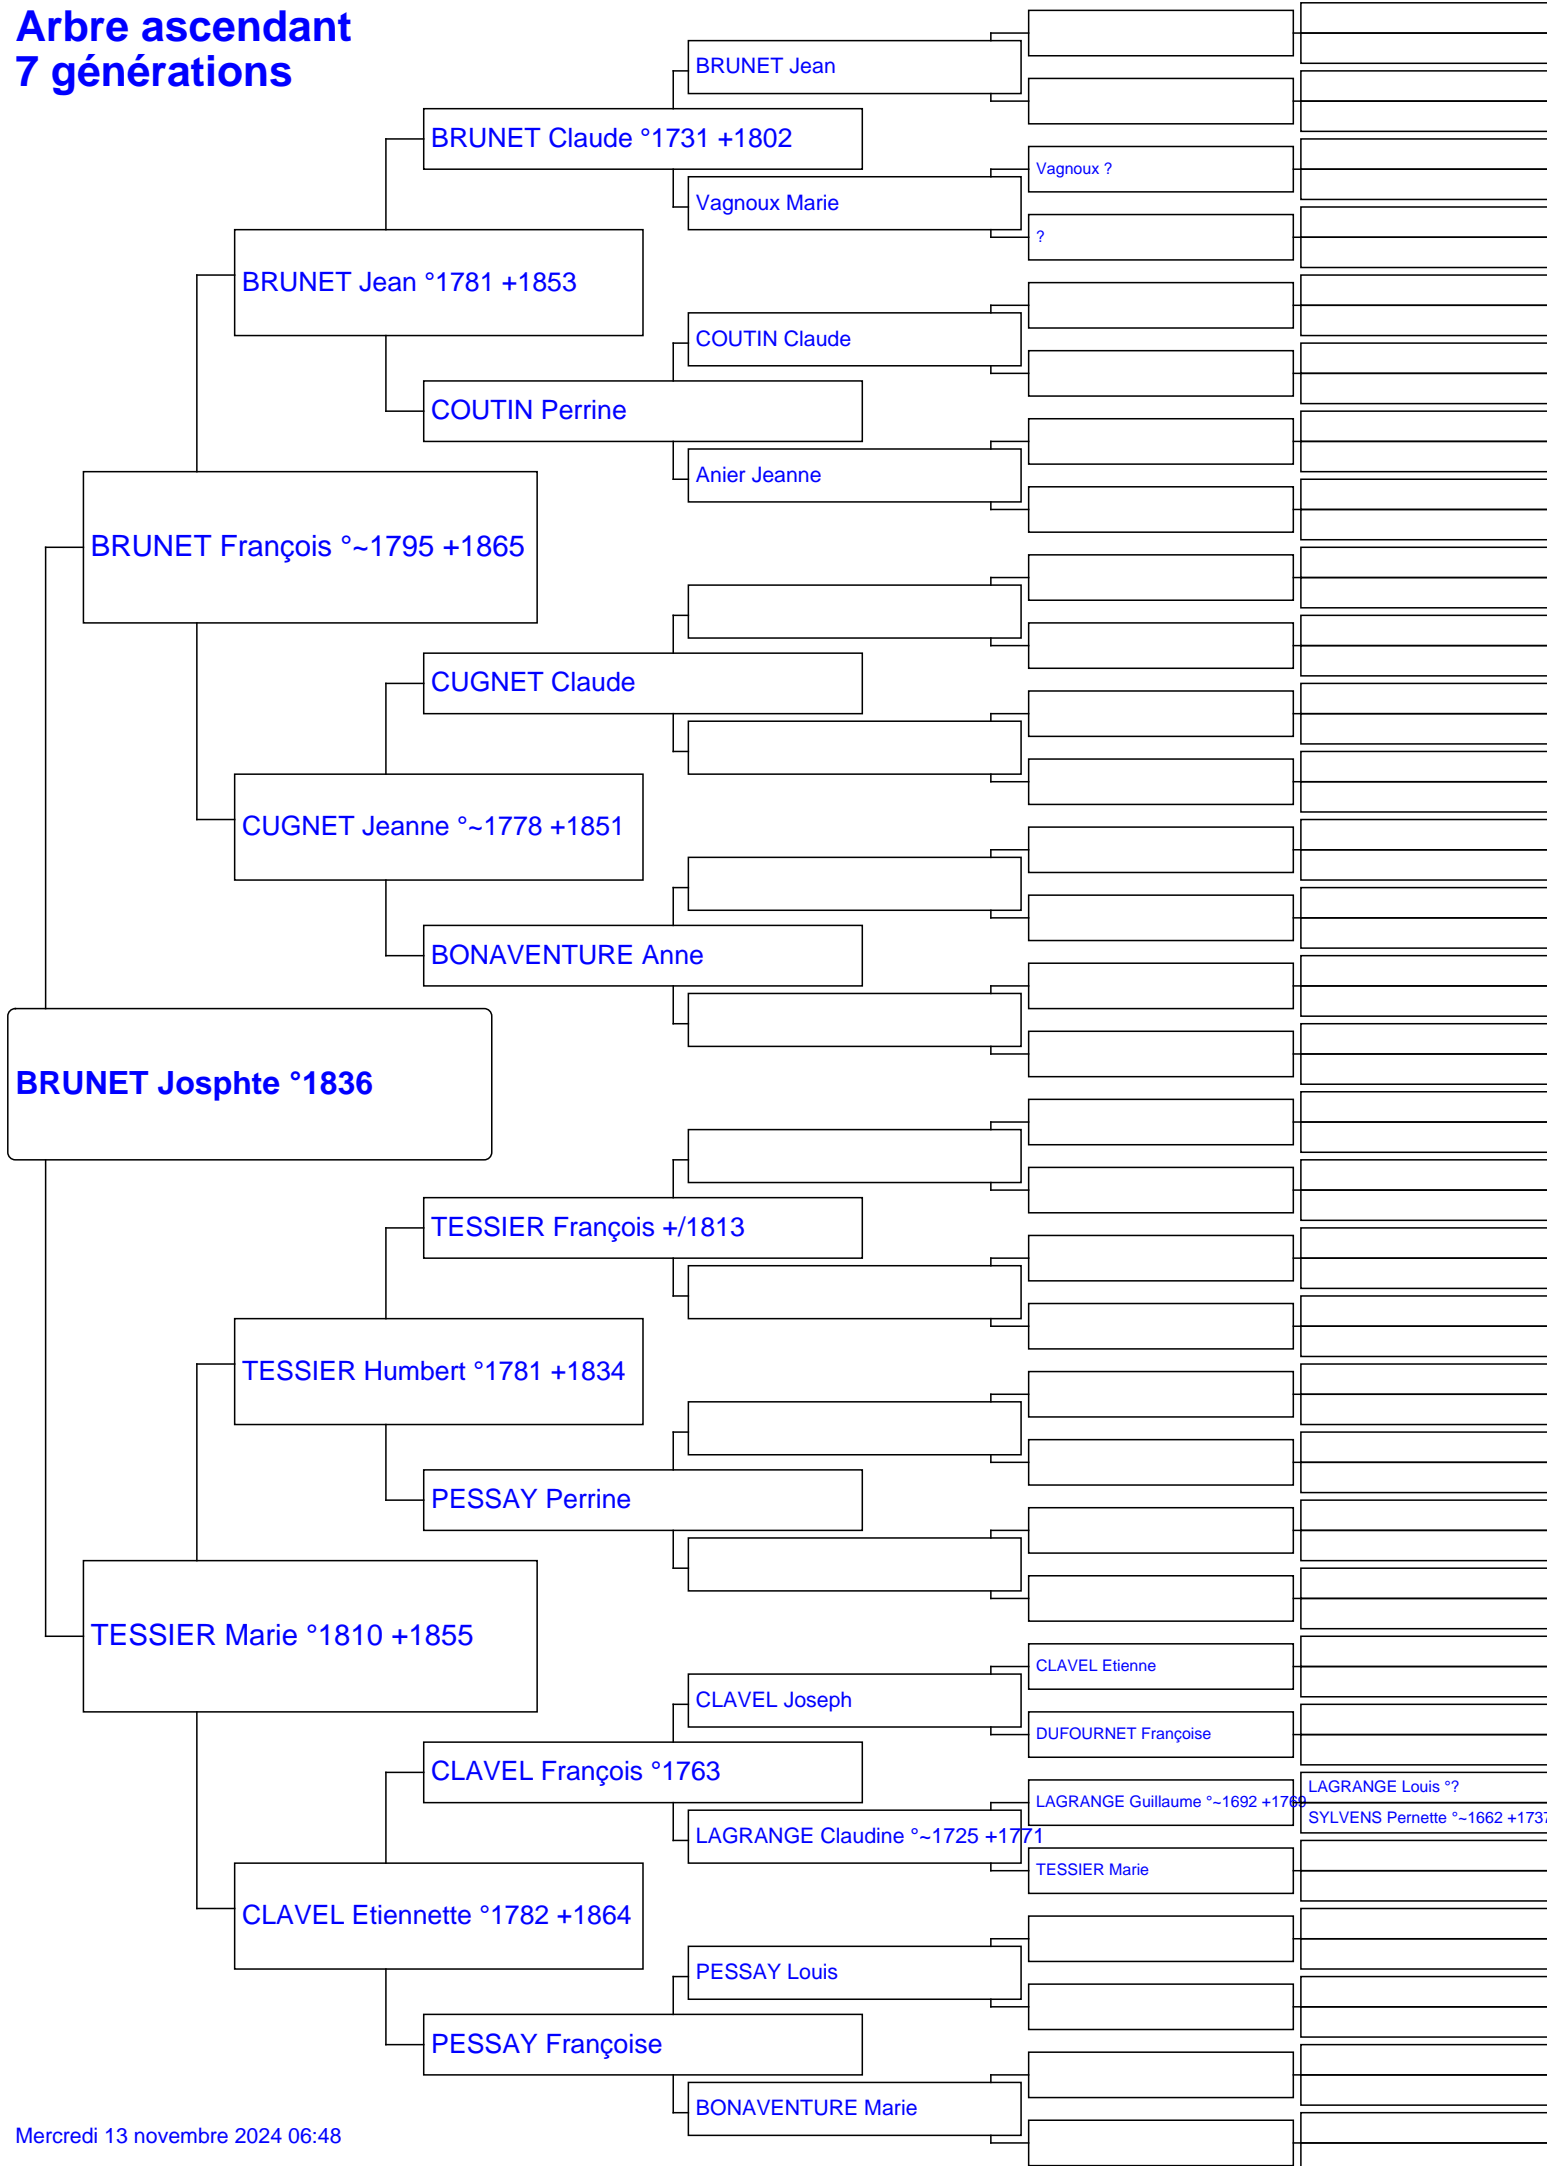 Arbre ascendant
7 générations
BRUNET Jean
BRUNET Claude °1731 +1802
Vagnoux ?
Vagnoux Marie
?
BRUNET Jean °1781 +1853
COUTIN Claude
COUTIN Perrine
Anier Jeanne
BRUNET François °~1795 +1865
CUGNET Claude
CUGNET Jeanne °~1778 +1851
BONAVENTURE Anne
BRUNET Josphte °1836
TESSIER François +/1813
TESSIER Humbert °1781 +1834
PESSAY Perrine
TESSIER Marie °1810 +1855
CLAVEL Etienne
CLAVEL Joseph
DUFOURNET Françoise
CLAVEL François °1763
LAGRANGE Louis °?
LAGRANGE Guillaume °~1692 +1769
SYLVENS Pernette °~1662 +1737
LAGRANGE Claudine °~1725 +1771
TESSIER Marie
CLAVEL Etiennette °1782 +1864
PESSAY Louis
PESSAY Françoise
BONAVENTURE Marie
Mercredi 13 novembre 2024 06:48